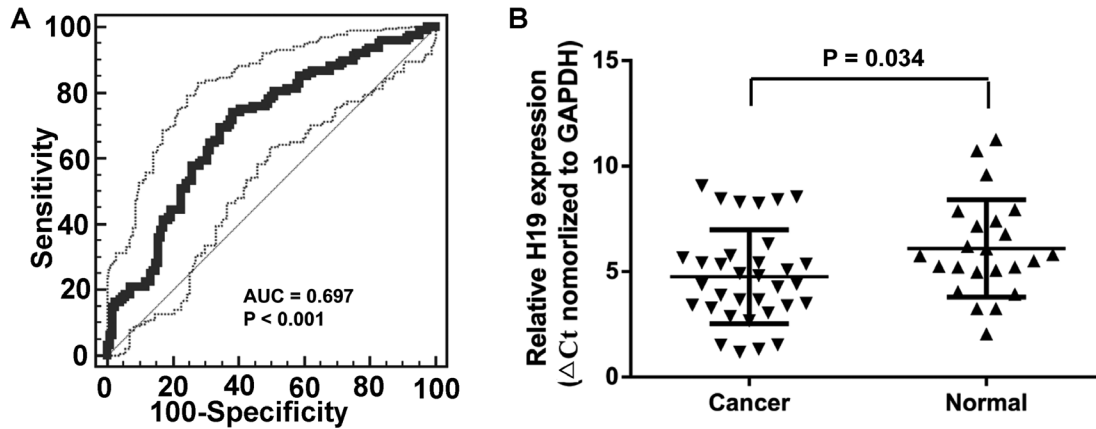 A
Sensitivity
100
80
60
40
20
0
AUC = 0.697
P < 0.001
0 20 40 60 80 100
100-Specificity
B
Relative H19 expression
(△Ct nomorlized to GAPDH)
P = 0.034
15
10
5
0
Cancer Normal